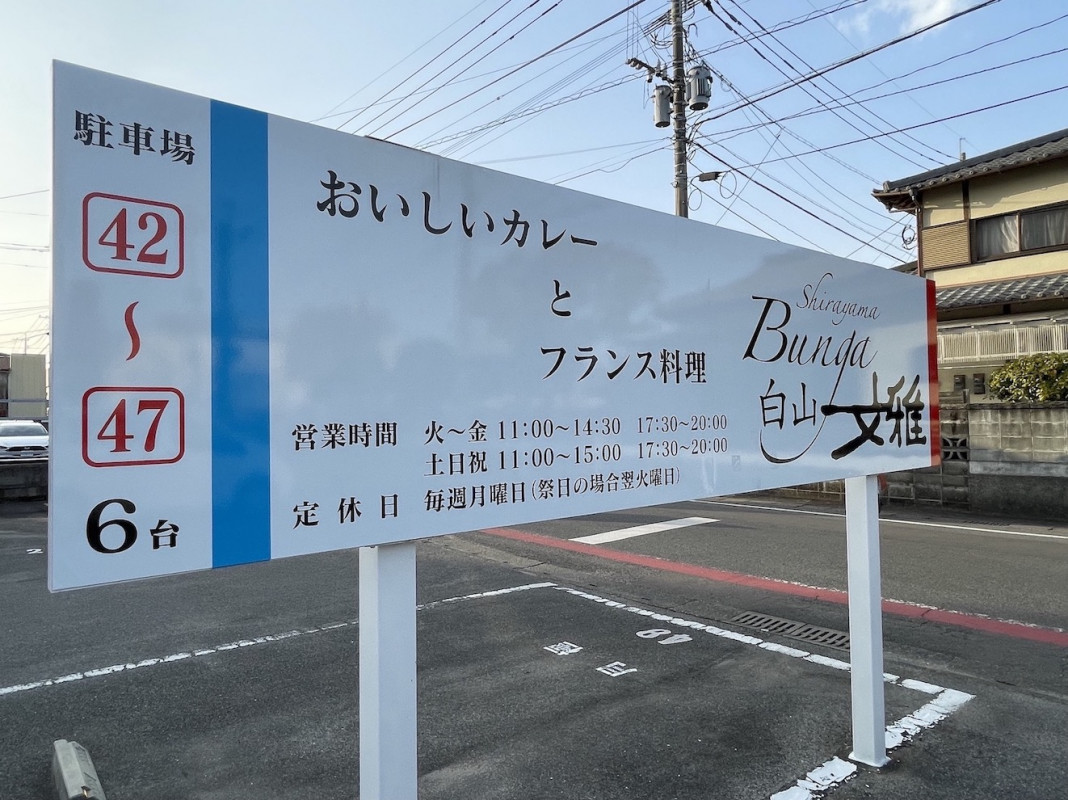 駐車場
42
〜
47
6台
おいしいカレー
と
フランス料理
営業時間 火〜金 11:00〜14:30 17:30〜20:00
土日祝 11:00〜15:00 17:30〜20:00
定休日 毎週月曜日(祭日の場合翌火曜日)
Shirayama
Bunga
白山文雅
49